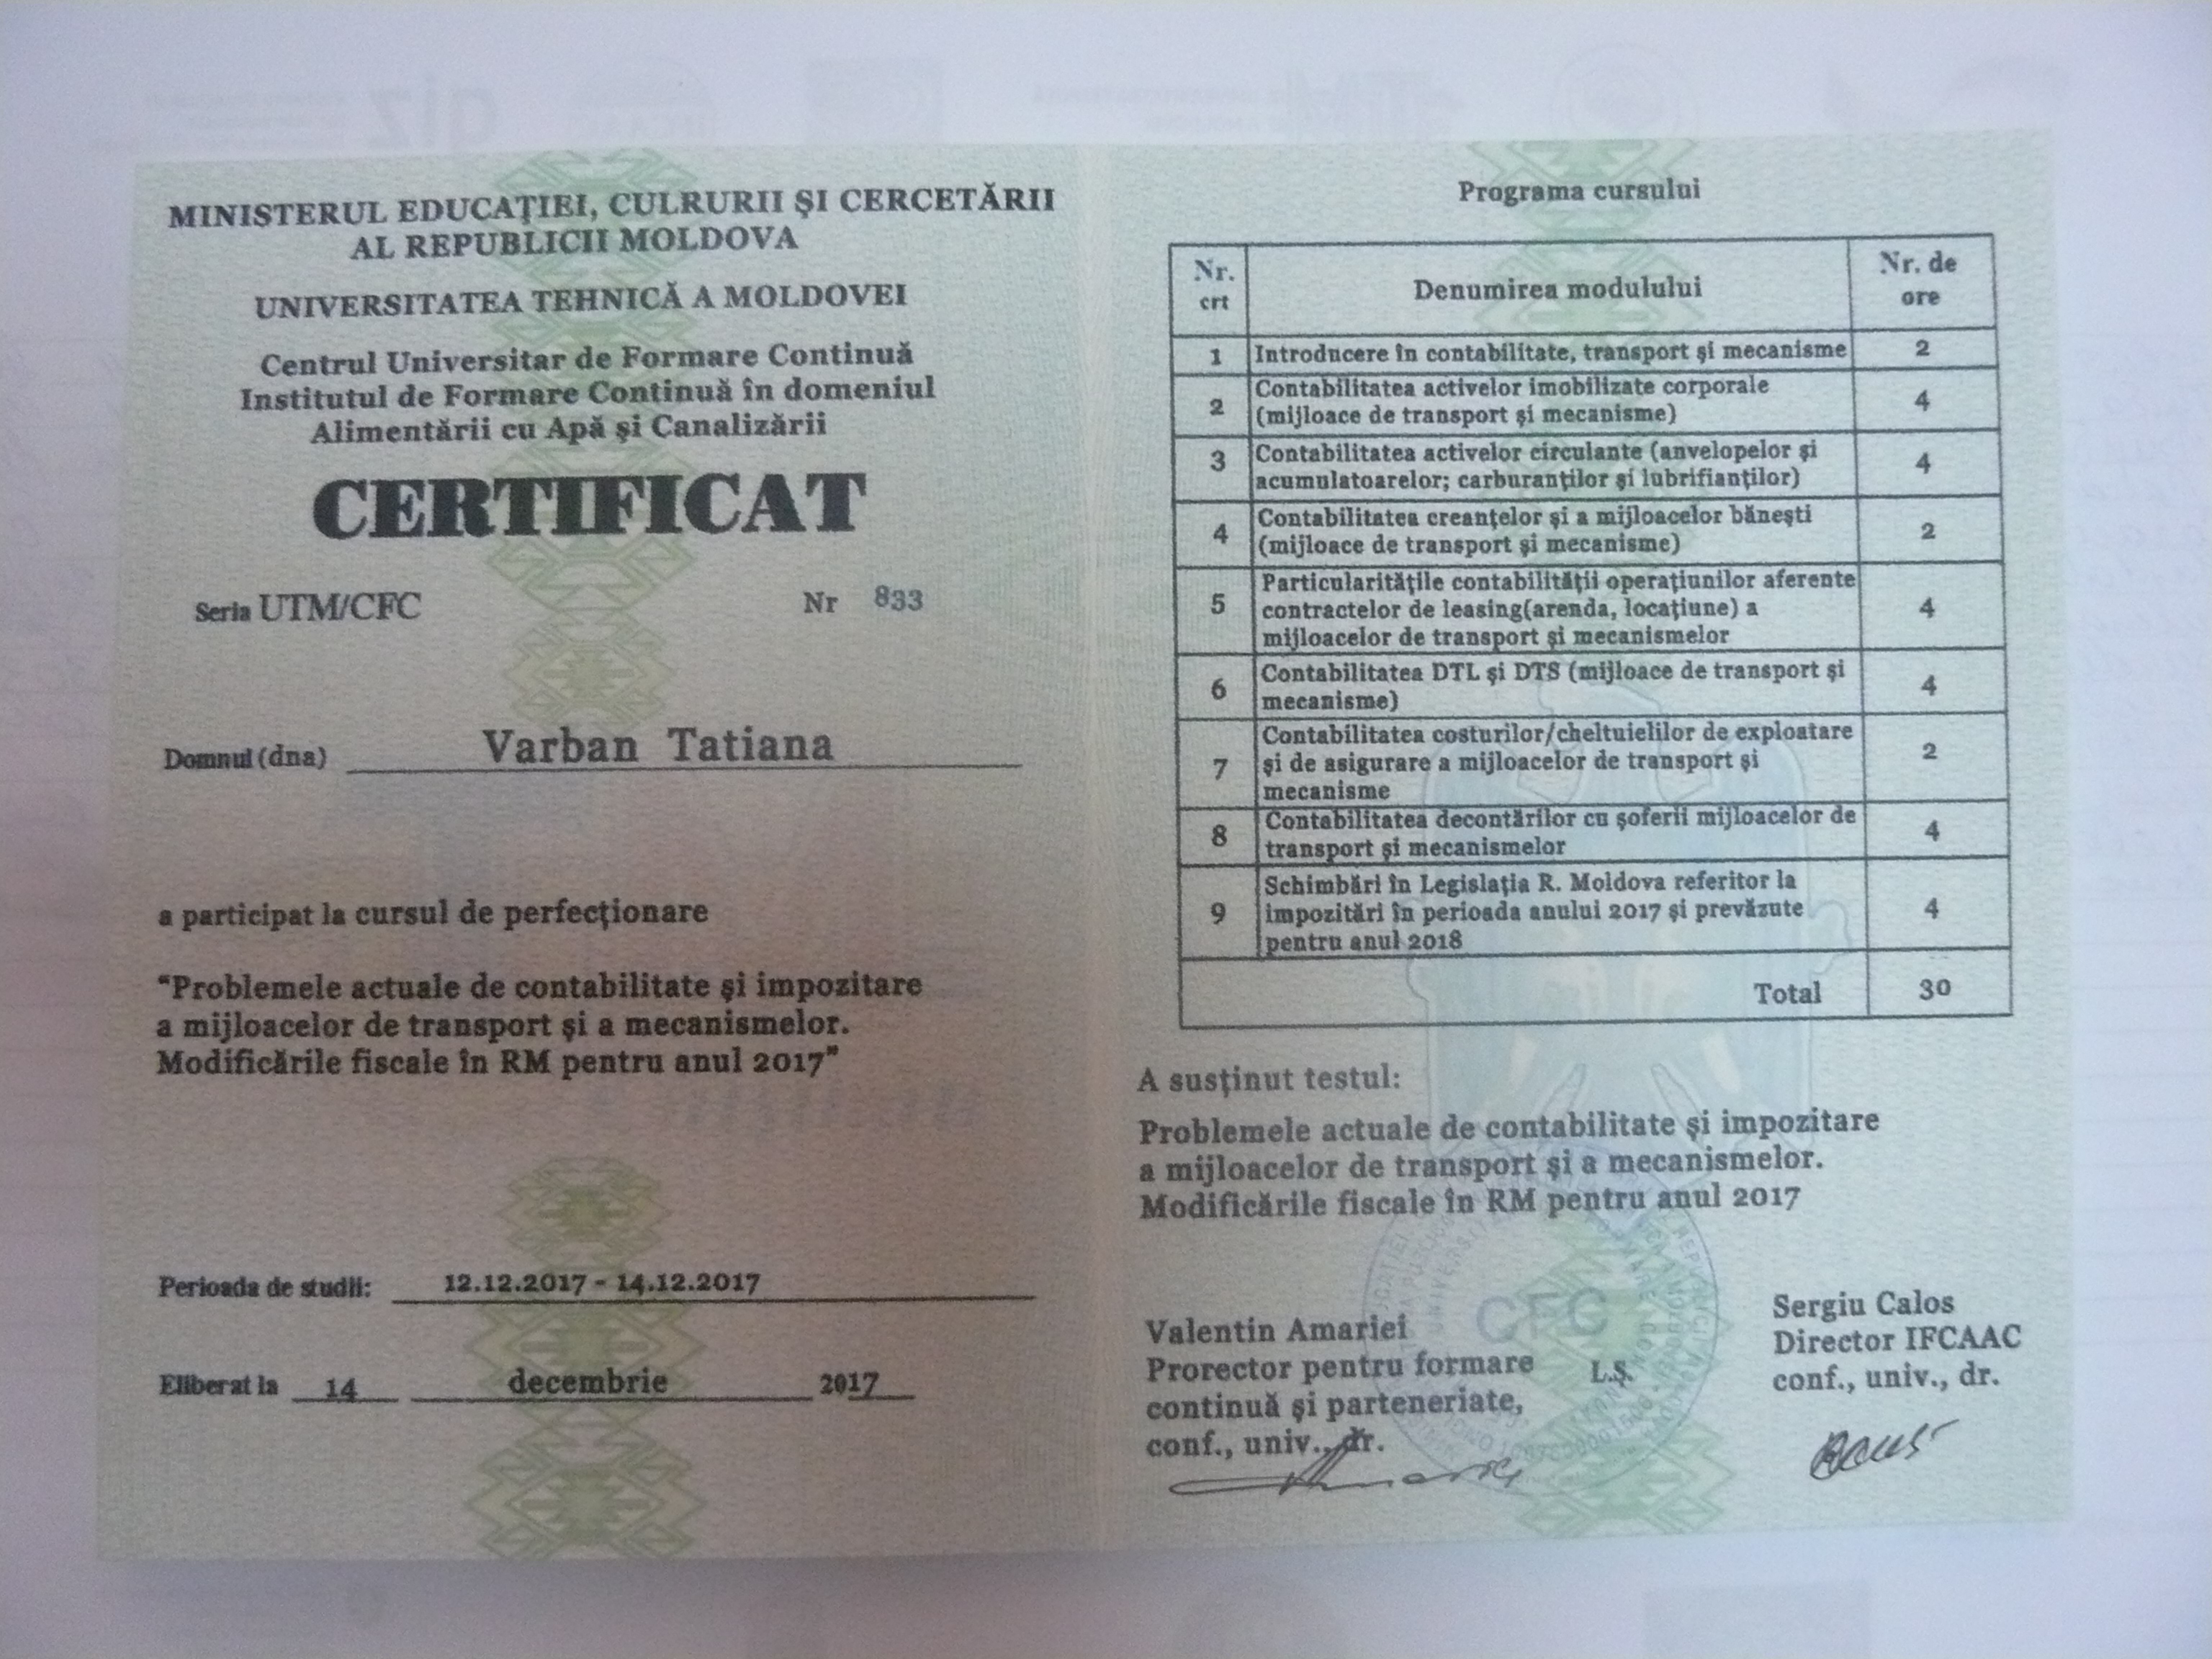 MINISTERUL EDUCAŢIEI, CULRURII ŞI CERCETĂRII
AL REPUBLICII MOLDOVA
UNIVERSITATEA TEHNICĂ A MOLDOVEI
Centrul Universitar de Formare Continuă
Institutul de Formare Continuă în domeniul
Alimentării cu Apă şi Canalizării
CERTIFICAT
Seria UTM/CFC Nr 833
Domnul (dna) Varban Tatiana
a participat la cursul de perfecţionare
“Problemele actuale de contabilitate şi impozitare
a mijloacelor de transport şi a mecanismelor.
Modificările fiscale în RM pentru anul 2017”
Perioada de studii: 12.12.2017 - 14.12.2017
Eliberat la 14 decembrie 2017
Programa cursului
Nr. crt Denumirea modulului Nr. de ore
1 Introducere în contabilitate, transport şi mecanisme 2
2 Contabilitatea activelor imobilizate corporale
(mijloace de transport şi mecanisme) 4
3 Contabilitatea activelor circulante (anvelopelor şi
acumulatoarelor; carburanţilor şi lubrifianţilor) 4
4 Contabilitatea creanţelor şi a mijloacelor băneşti
(mijloace de transport şi mecanisme) 2
5 Particularităţile contabilităţii operaţiunilor aferente
contractelor de leasing(arenda, locaţiune) a
mijloacelor de transport şi mecanismelor 4
6 Contabilitatea DTL şi DTS (mijloace de transport şi
mecanisme) 4
7 Contabilitatea costurilor/cheltuielilor de exploatare
şi de asigurare a mijloacelor de transport şi
mecanisme 2
8 Contabilitatea decontărilor cu şoferii mijloacelor de
transport şi mecanismelor 4
9 Schimbări în Legislaţia R. Moldova referitor la
impozitări în perioada anului 2017 şi prevăzute
pentru anul 2018 4
Total 30
A susţinut testul:
Problemele actuale de contabilitate şi impozitare
a mijloacelor de transport şi a mecanismelor.
Modificările fiscale în RM pentru anul 2017
Valentin Amariei
Prorector pentru formare
continuă şi parteneriate,
conf., univ., dr.
CFC
L.Ş.
Sergiu Calos
Director IFCAAC
conf., univ., dr.